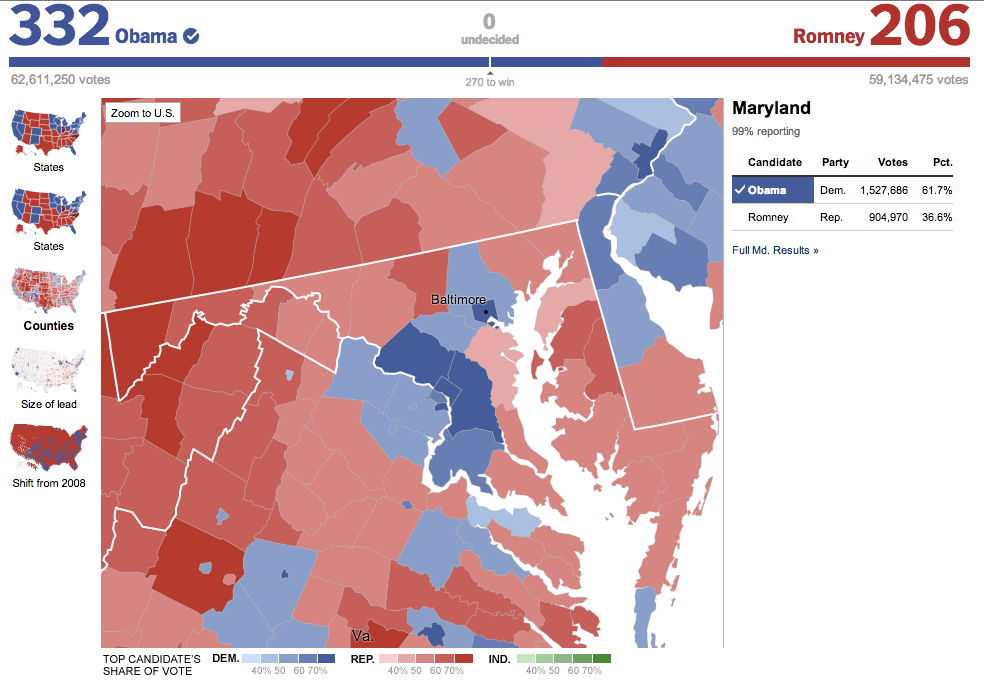 332 Obama
0
undecided
Romney 206
62,611,250 votes
270 to win
59,134,475 votes
Zoom to U.S.
States
States
Counties
Size of lead
Shift from 2008
Baltimore
Va.
Maryland
99% reporting
Candidate Party Votes Pct.
Obama Dem. 1,527,686 61.7%
Romney Rep. 904,970 36.6%
Full Md. Results »
TOP CANDIDATE'S
SHARE OF VOTE
DEM.
40% 50 60 70%
REP.
40% 50 60 70%
IND.
40% 50 60 70%